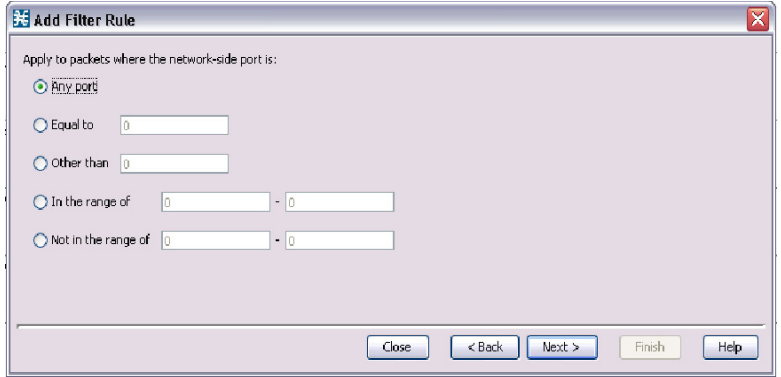 Add Filter Rule
Apply to packets where the network-side port is:
Any port
Equal to 0
Other than 0
In the range of 0 - 0
Not in the range of 0 - 0
Close < Back Next > Finish Help